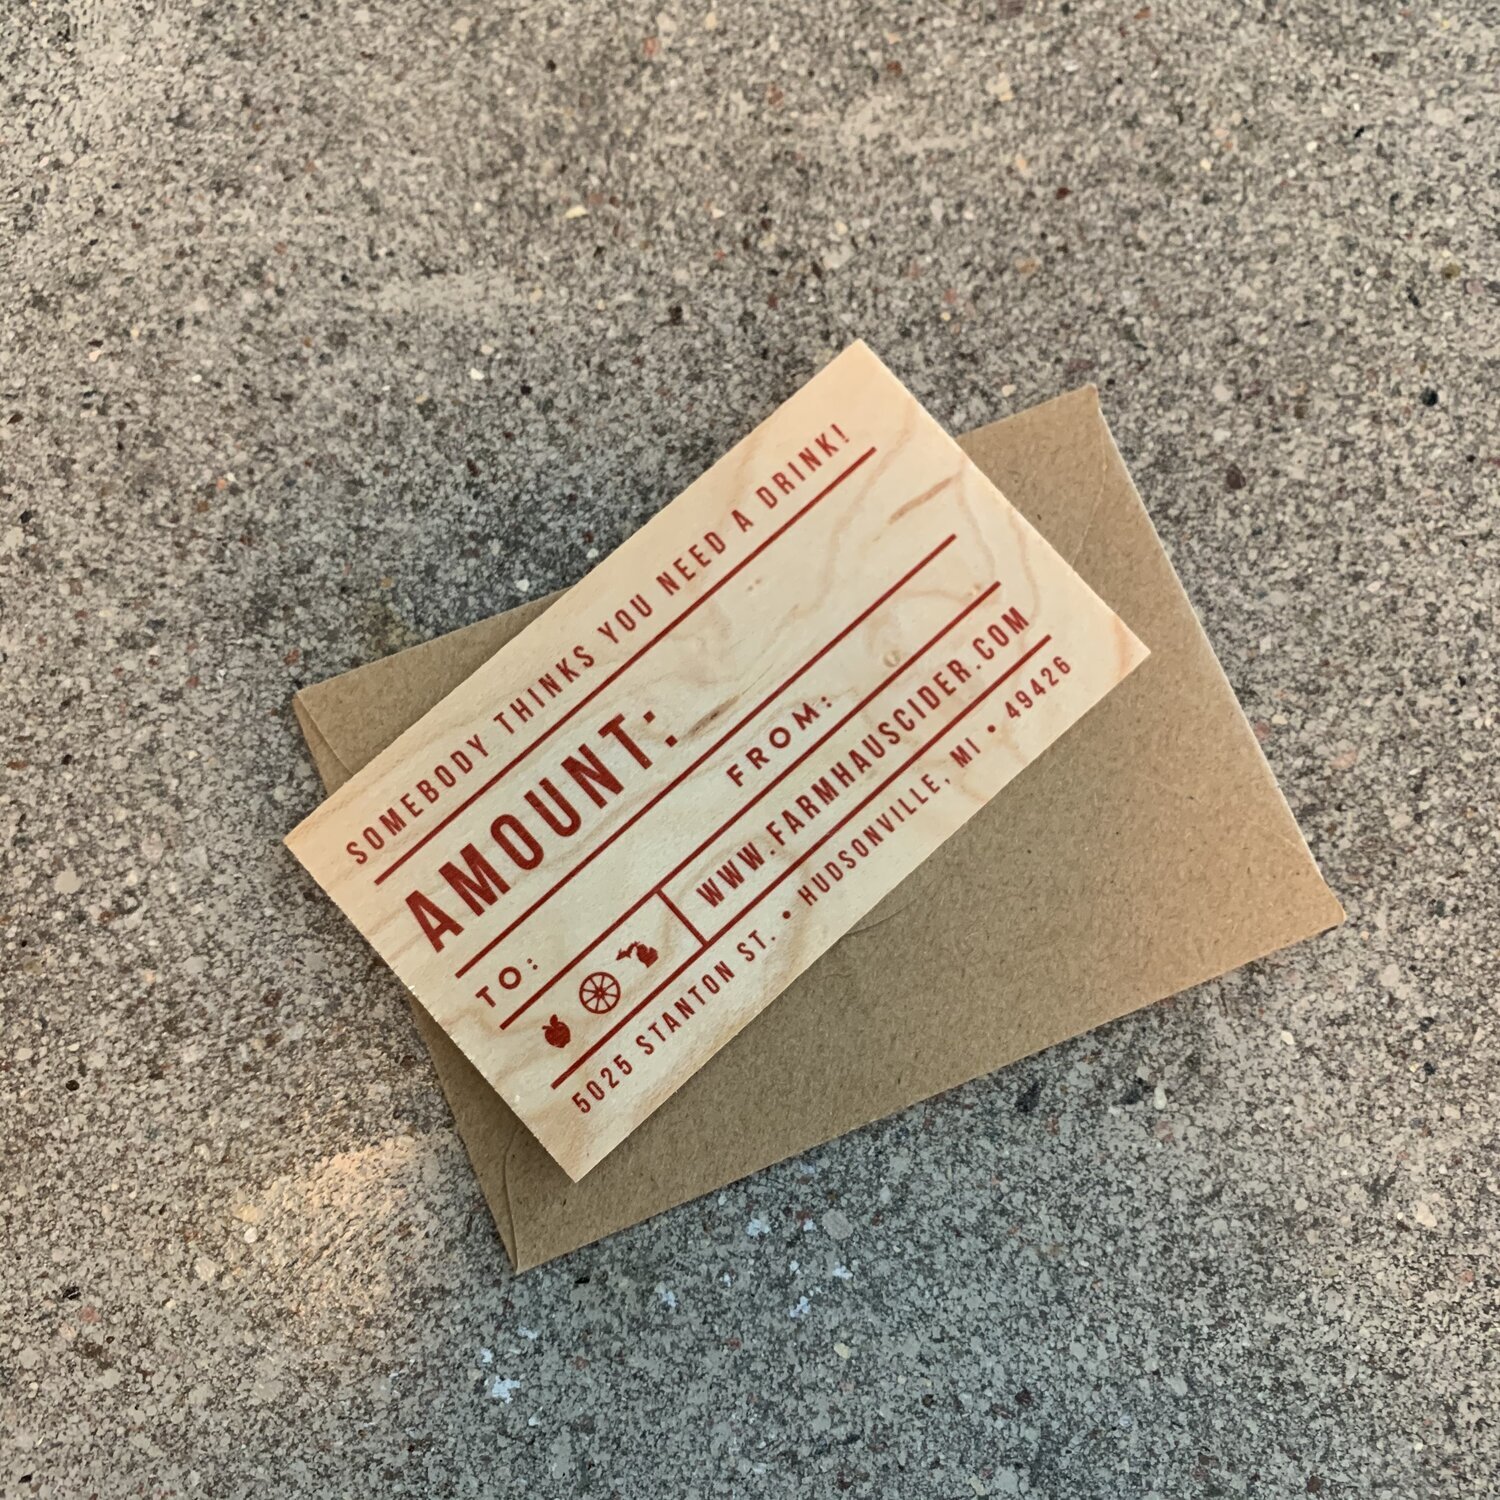 SOMEBODY THINKS YOU NEED A DRINK!
AMOUNT:
TO: FROM:
WWW.FARMHAUSCIDER.COM
5025 STANTON ST. • HUDSONVILLE, MI • 49426